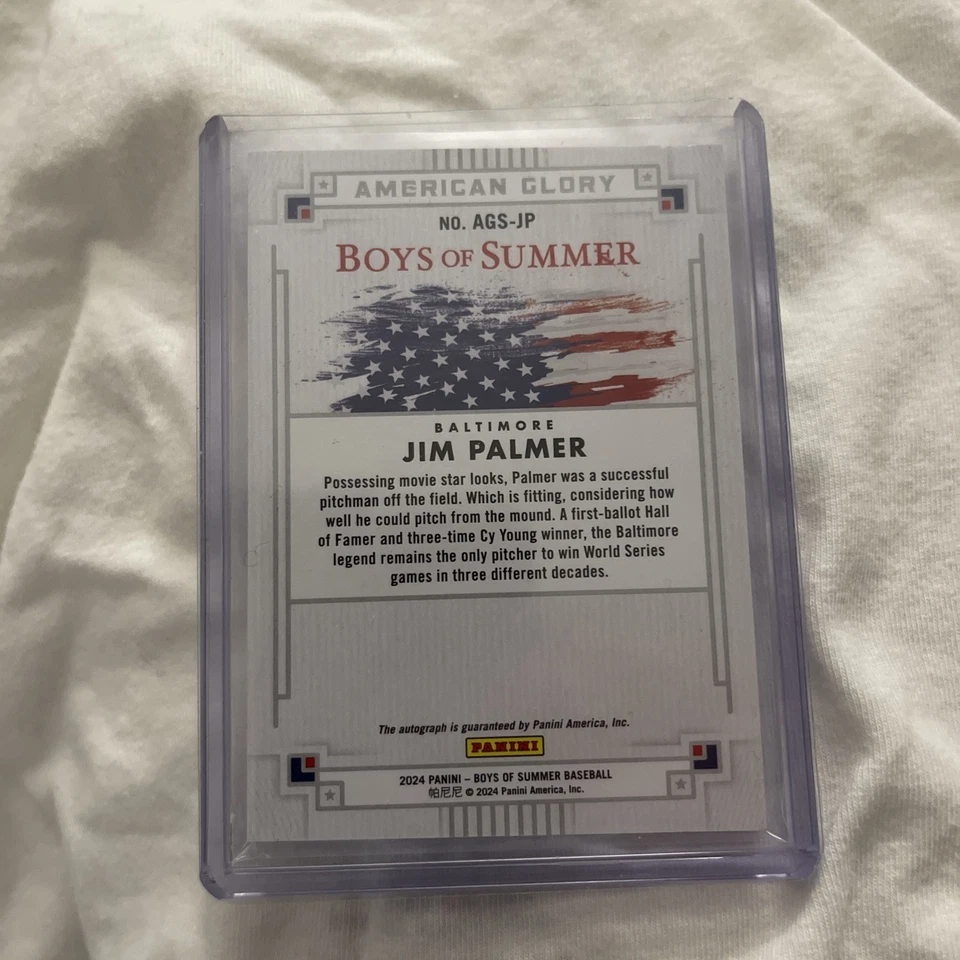 AMERICAN GLORY
NO. AGS-JP
BOYS OF SUMMER
BALTIMORE
JIM PALMER
Possessing movie star looks, Palmer was a successful
pitchman off the field. Which is fitting, considering how
well he could pitch from the mound. A first-ballot Hall
of Famer and three-time Cy Young winner, the Baltimore
legend remains the only pitcher to win World Series
games in three different decades.
The autograph is guaranteed by Panini America, Inc.
PANINI
2024 PANINI – BOYS OF SUMMER BASEBALL
帕尼尼 © 2024 Panini America, Inc.